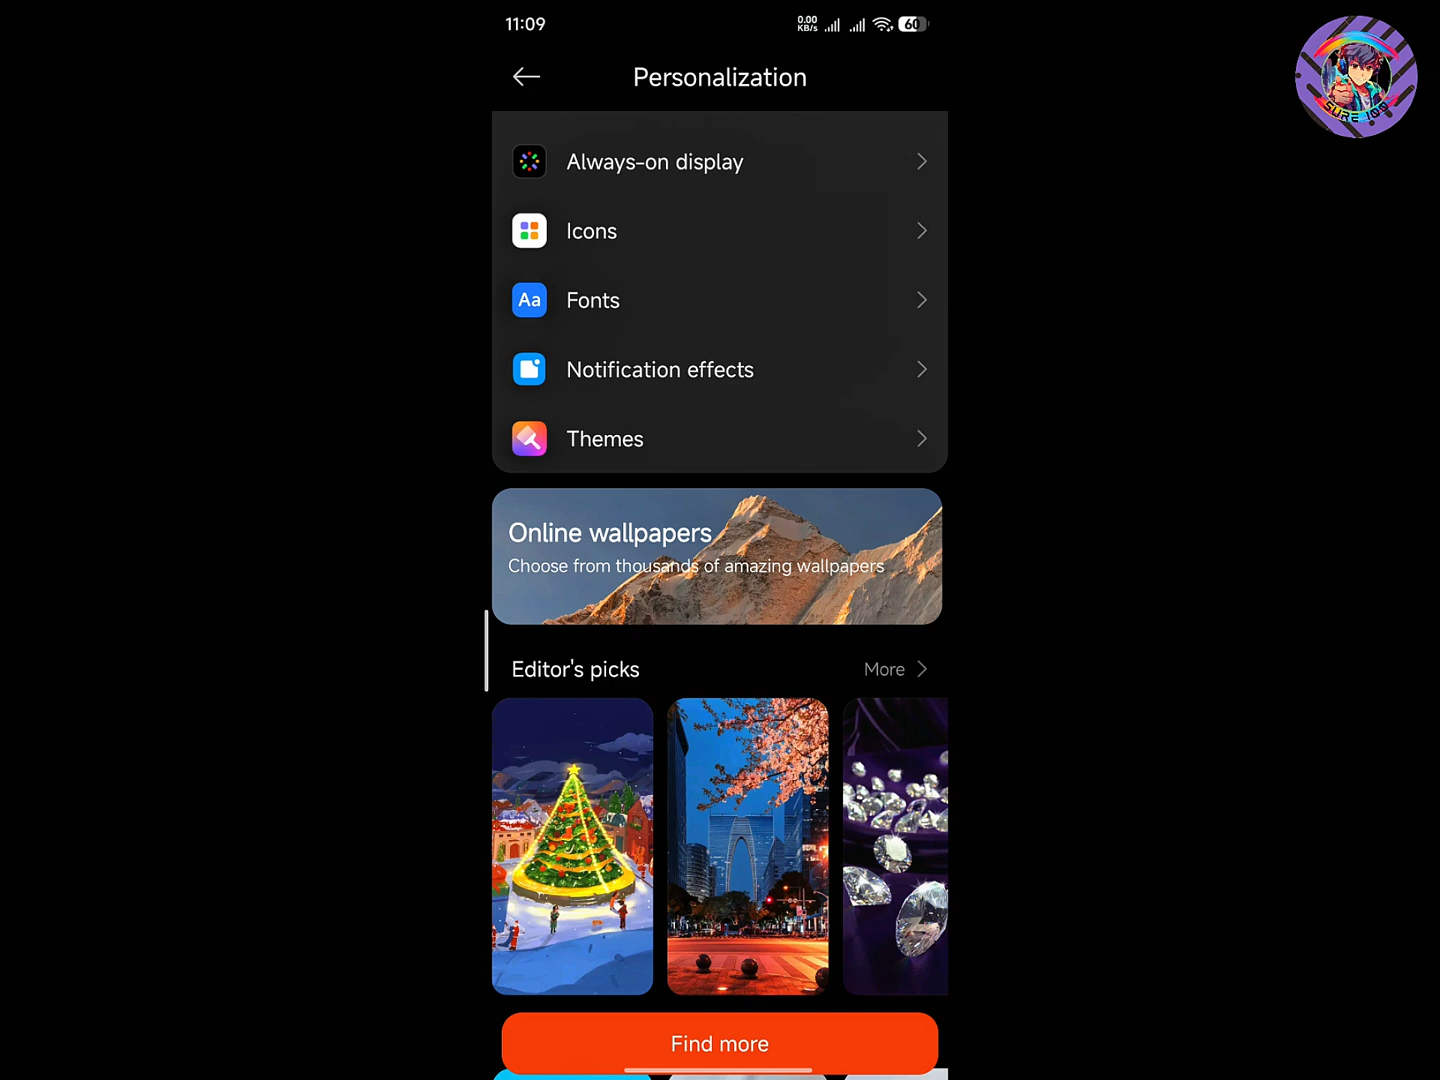 11:09
0.00
KB/s
60
Personalization
Always-on display
Icons
Aa
Fonts
Notification effects
Themes
Online wallpapers
Choose from thousands of amazing wallpapers
Editor's picks
More
Find more